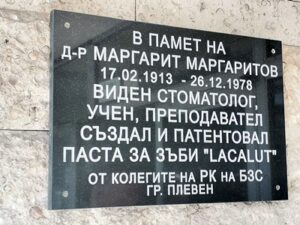 В ПАМЕТ НА
Д-Р МАРГАРИТ МАРГАРИТОВ
17.02.1913 - 26.12.1978
ВИДЕН СТОМАТОЛОГ,
УЧЕН, ПРЕПОДАВАТЕЛ
СЪЗДАЛ И ПАТЕНТОВАЛ
ПАСТА ЗА ЗЪБИ "LACALUT"
ОТ КОЛЕГИТЕ НА РК НА БЗС
ГР. ПЛЕВЕН